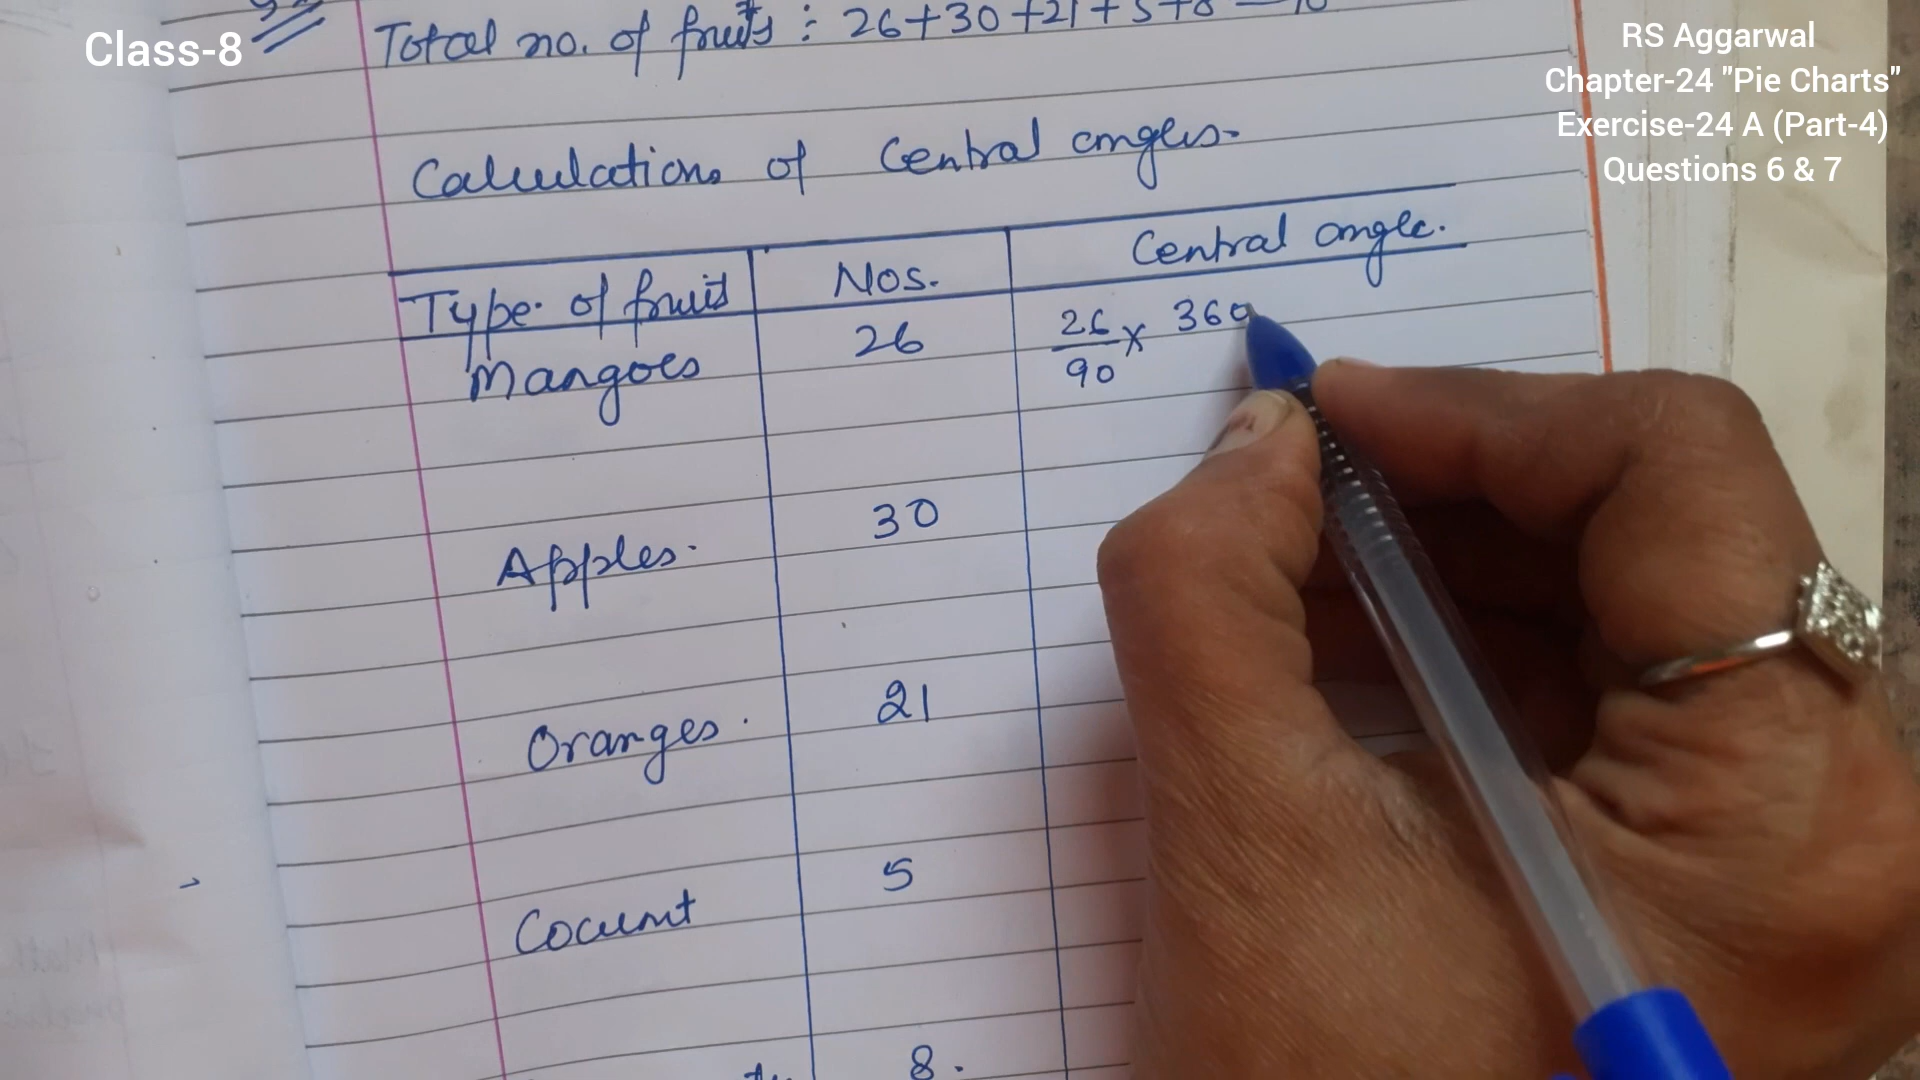 Class-8
RS Aggarwal
Chapter-24 "Pie Charts"
Exercise-24 A (Part-4)
Questions 6 & 7
Total no. of fruits : 26+30+21+5+8
Calculations of Central angles.
Type of fruit Nos. Central angle.
Mangoes 26 26/90 × 360
Apples. 30
Oranges. 21
Cocunt 5
8.